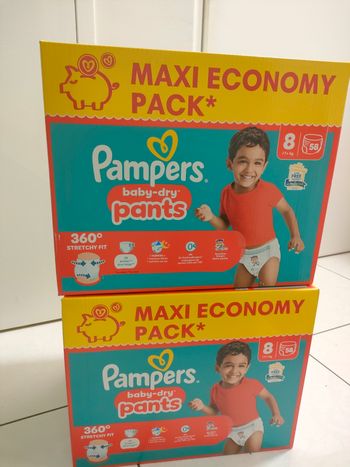 MAXI ECONOMY
PACK*
8
58
Pampers
baby-dry
pants
360°
STRETCHY FIT
MAXI ECONOMY
PACK*
8
58
Pampers
baby-dry
pants
360°
STRETCHY FIT